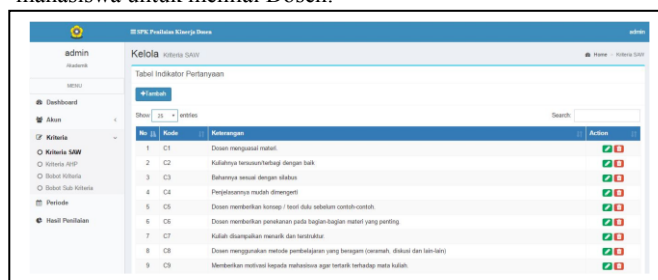 mahasiswa untuk menilai Dosen.
SPK Penilaian Kinerja Dosen admin
admin
Akademik
MENU
Dashboard
Akun
Kriteria
Kriteria SAW
Kriteria AHP
Bobot Kriteria
Bobot Sub Kriteria
Periode
Hasil Penilaian
Kelola Kriteria SAW
Home Kriteria SAW
Tabel Indikator Pertanyaan
+Tambah
Show 25 entries Search:
No Kode Keterangan Action
1 C1 Dosen menguasai materi.
2 C2 Kuliahnya tersusun/terbagi dengan baik
3 C3 Bahannya sesuai dengan silabus
4 C4 Penjelasannya mudah dimengerti
5 C5 Dosen memberikan konsep / teori dulu sebelum contoh-contoh.
6 C6 Dosen memberikan penekanan pada bagian-bagian materi yang penting.
7 C7 Kuliah disampaikan menarik dan terstruktur.
8 C8 Dosen menggunakan metode pembelajaran yang beragam (ceramah, diskusi dan lain-lain)
9 C9 Memberikan motivasi kepada mahasiswa agar tertarik terhadap mata kuliah.